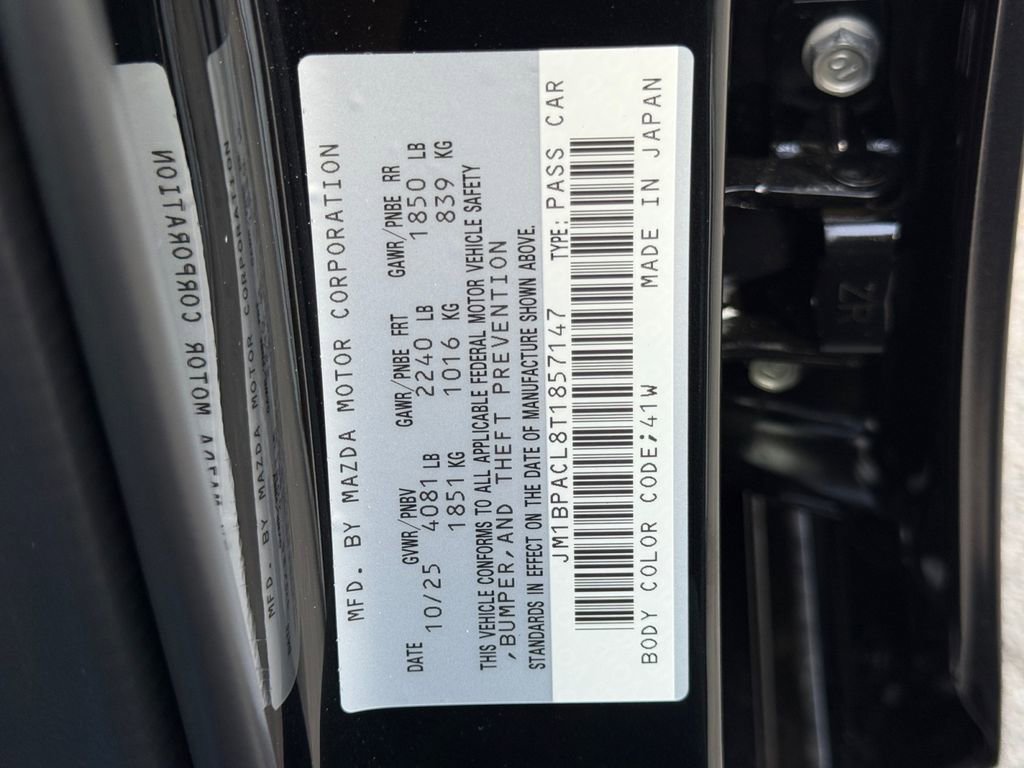 MFD. BY MAZDA MOTOR CORPORATION
DATE GVWR/PNBV GAWR/PNBE FRT GAWR/PNBE RR
10/25 4081 LB 2240 LB 1850 LB
1851 KG 1016 KG 839 KG
THIS VEHICLE CONFORMS TO ALL APPLICABLE FEDERAL MOTOR VEHICLE SAFETY
,BUMPER,AND THEFT PREVENTION
STANDARDS IN EFFECT ON THE DATE OF MANUFACTURE SHOWN ABOVE.
JM1BPACL8T1857147 TYPE: PASS CAR
BODY COLOR CODE;41W MADE IN JAPAN
MOTOR CORPORATION
MFD. BY MAZDA MOTOR CORPORATION
ZR